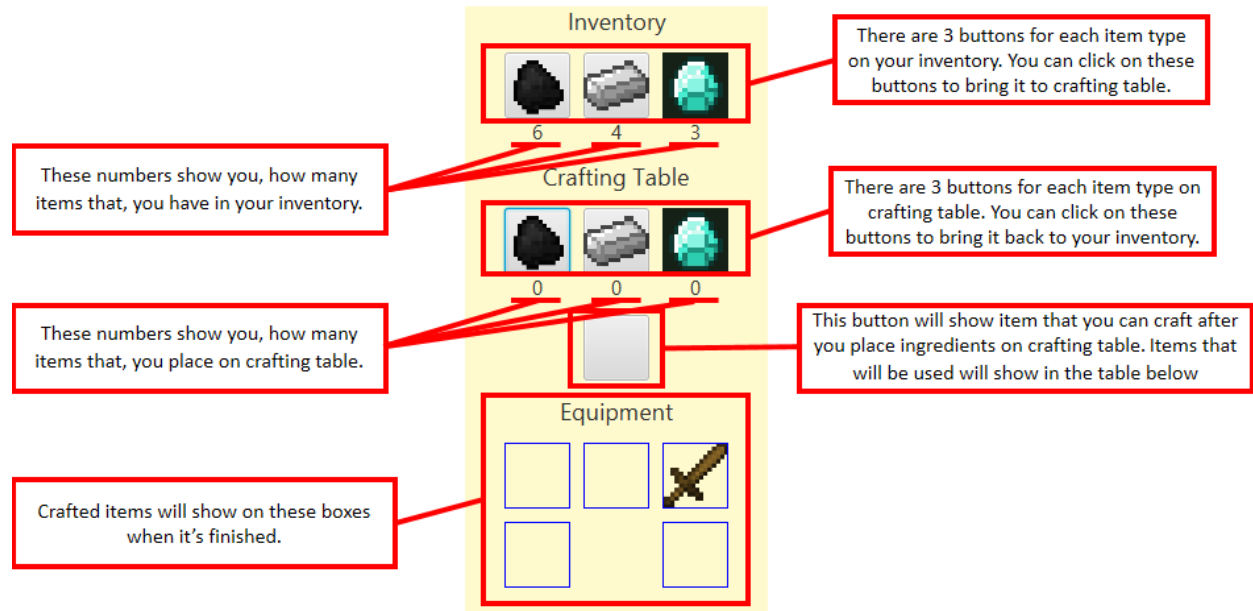 Inventory
There are 3 buttons for each item type
on your inventory. You can click on these
buttons to bring it to crafting table.
6 4 3
These numbers show you, how many
items that, you have in your inventory.
Crafting Table
There are 3 buttons for each item type on
crafting table. You can click on these
buttons to bring it back to your inventory.
0 0 0
These numbers show you, how many
items that, you place on crafting table.
This button will show item that you can craft after
you place ingredients on crafting table. Items that
will be used will show in the table below
Equipment
Crafted items will show on these boxes
when it's finished.